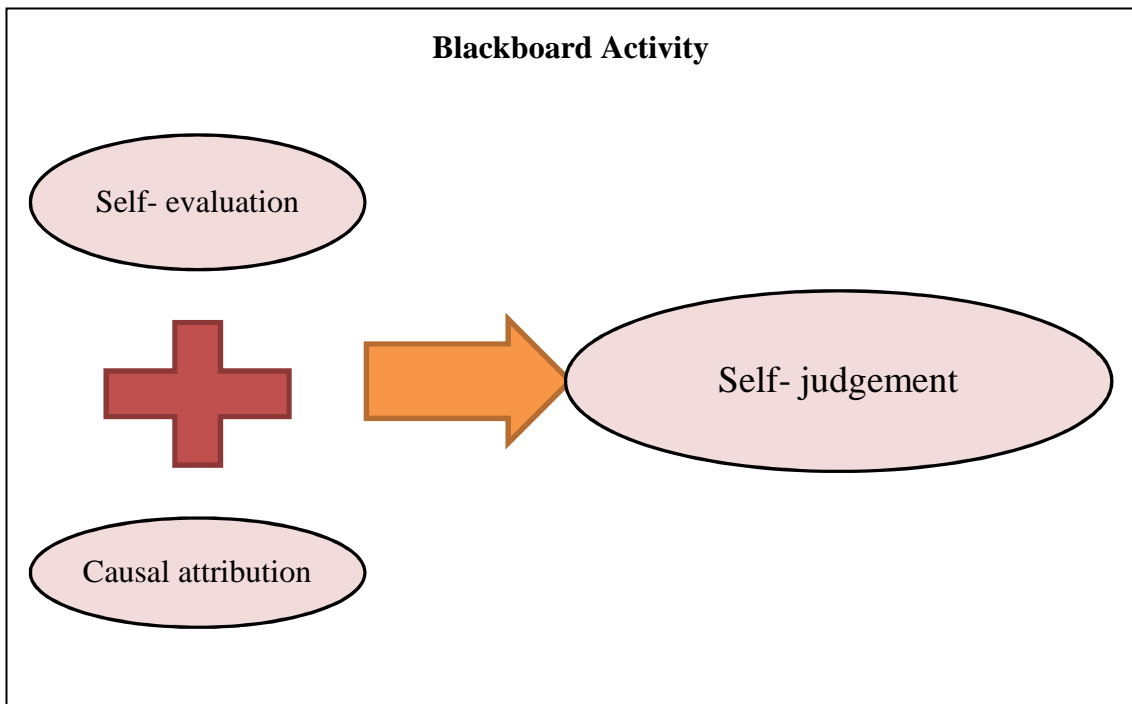 Blackboard Activity
Self- evaluation
Self- judgement
Causal attribution